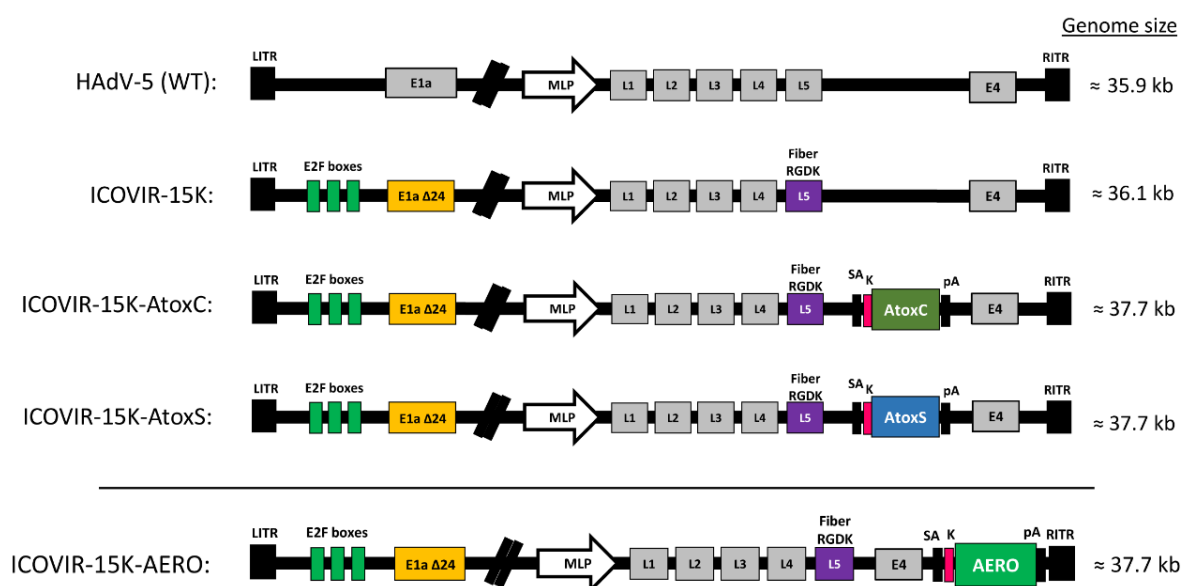 Genome size
LITR
RITR
HAdV-5 (WT):
E1a
MLP
L1
L2
L3
L4
L5
E4
≈ 35.9 kb
LITR
E2F boxes
Fiber
RGDK
RITR
ICOVIR-15K:
E1a Δ24
MLP
L1
L2
L3
L4
L5
E4
≈ 36.1 kb
LITR
E2F boxes
Fiber
RGDK
SA
K
pA
RITR
ICOVIR-15K-AtoxC:
E1a Δ24
MLP
L1
L2
L3
L4
L5
AtoxC
E4
≈ 37.7 kb
LITR
E2F boxes
Fiber
RGDK
SA
K
pA
RITR
ICOVIR-15K-AtoxS:
E1a Δ24
MLP
L1
L2
L3
L4
L5
AtoxS
E4
≈ 37.7 kb
LITR
E2F boxes
Fiber
RGDK
SA
K
pA
RITR
ICOVIR-15K-AERO:
E1a Δ24
MLP
L1
L2
L3
L4
L5
E4
AERO
≈ 37.7 kb